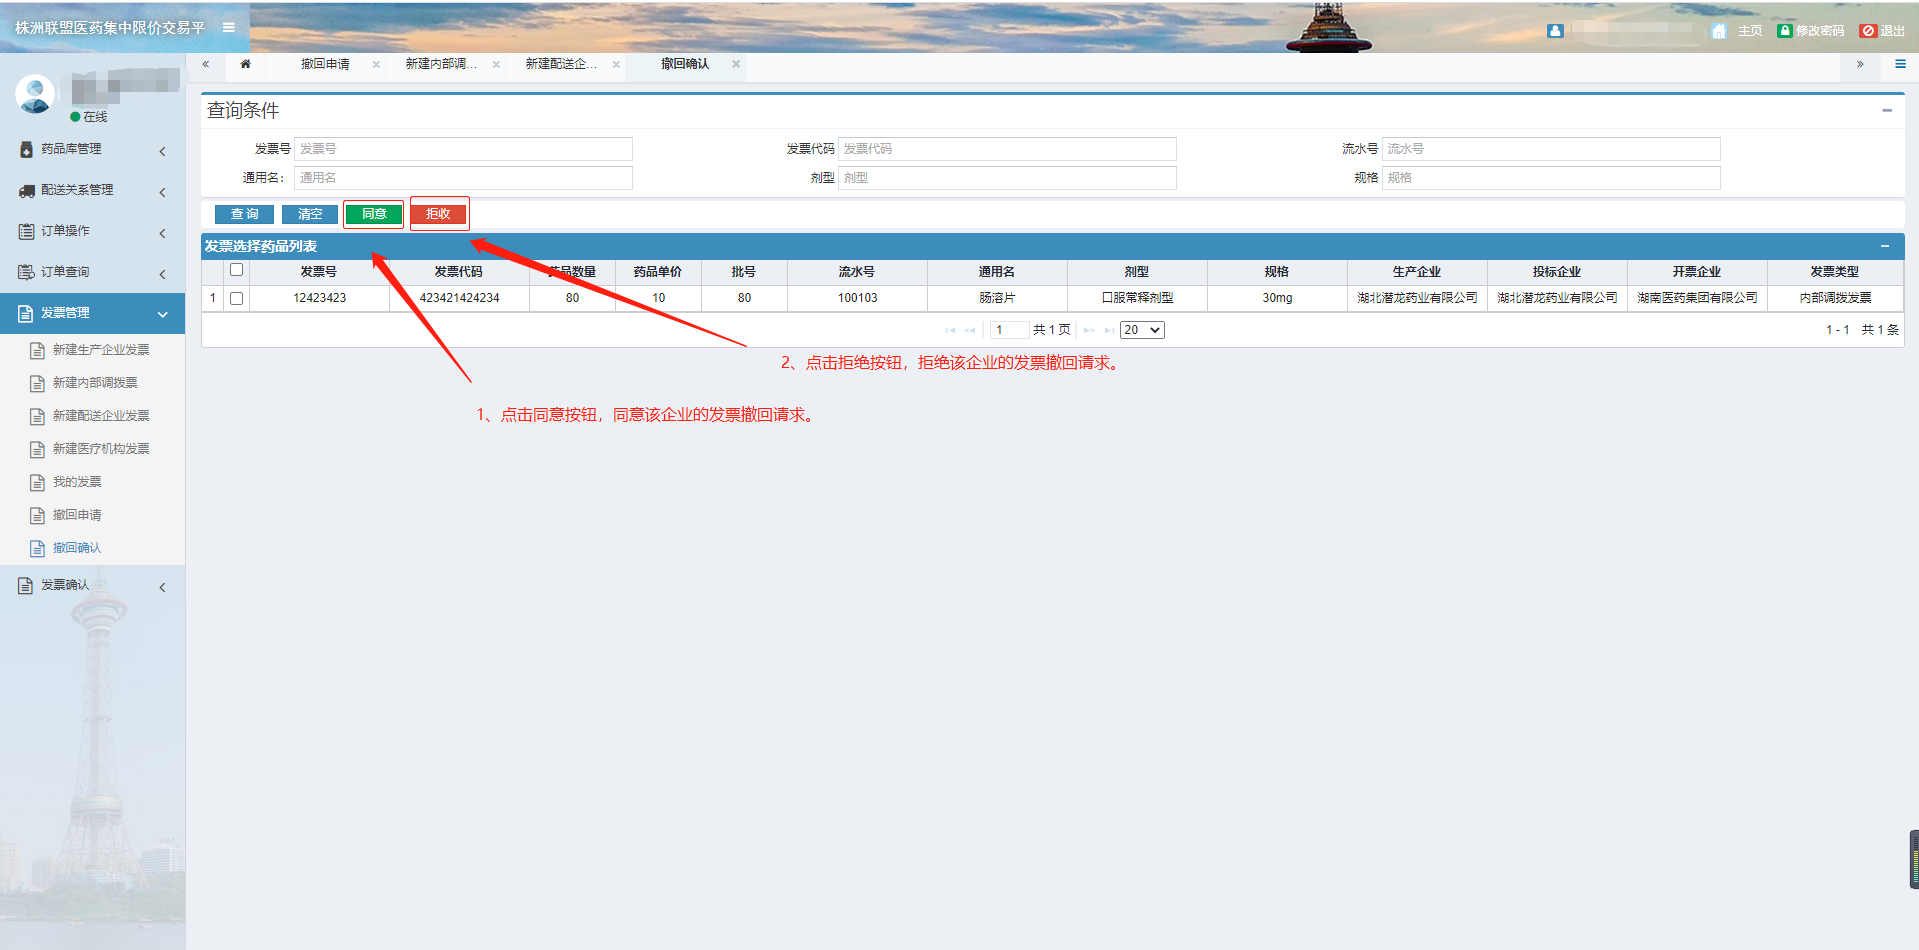 株洲联盟医药集中限价交易平
主页 修改密码 退出
撤回申请 新建内部调... 新建配送企... 撤回确认
在线
药品库管理
配送关系管理
订单操作
订单查询
发票管理
新建生产企业发票
新建内部调拨票
新建配送企业发票
新建医疗机构发票
我的发票
撤回申请
撤回确认
发票确认
查询条件
发票号 发票号 发票代码 发票代码 流水号 流水号
通用名： 通用名 剂型 剂型 规格 规格
查 询 清空 同意 拒收
发票选择药品列表
发票号 发票代码 药品数量 药品单价 批号 流水号 通用名 剂型 规格 生产企业 投标企业 开票企业 发票类型
1 12423423 423421424234 80 10 80 100103 肠溶片 口服常释剂型 30mg 湖北潜龙药业有限公司 湖北潜龙药业有限公司 湖南医药集团有限公司 内部调拨发票
1 共 1 页 20 1 - 1 共 1 条
2、点击拒绝按钮，拒绝该企业的发票撤回请求。
1、点击同意按钮，同意该企业的发票撤回请求。